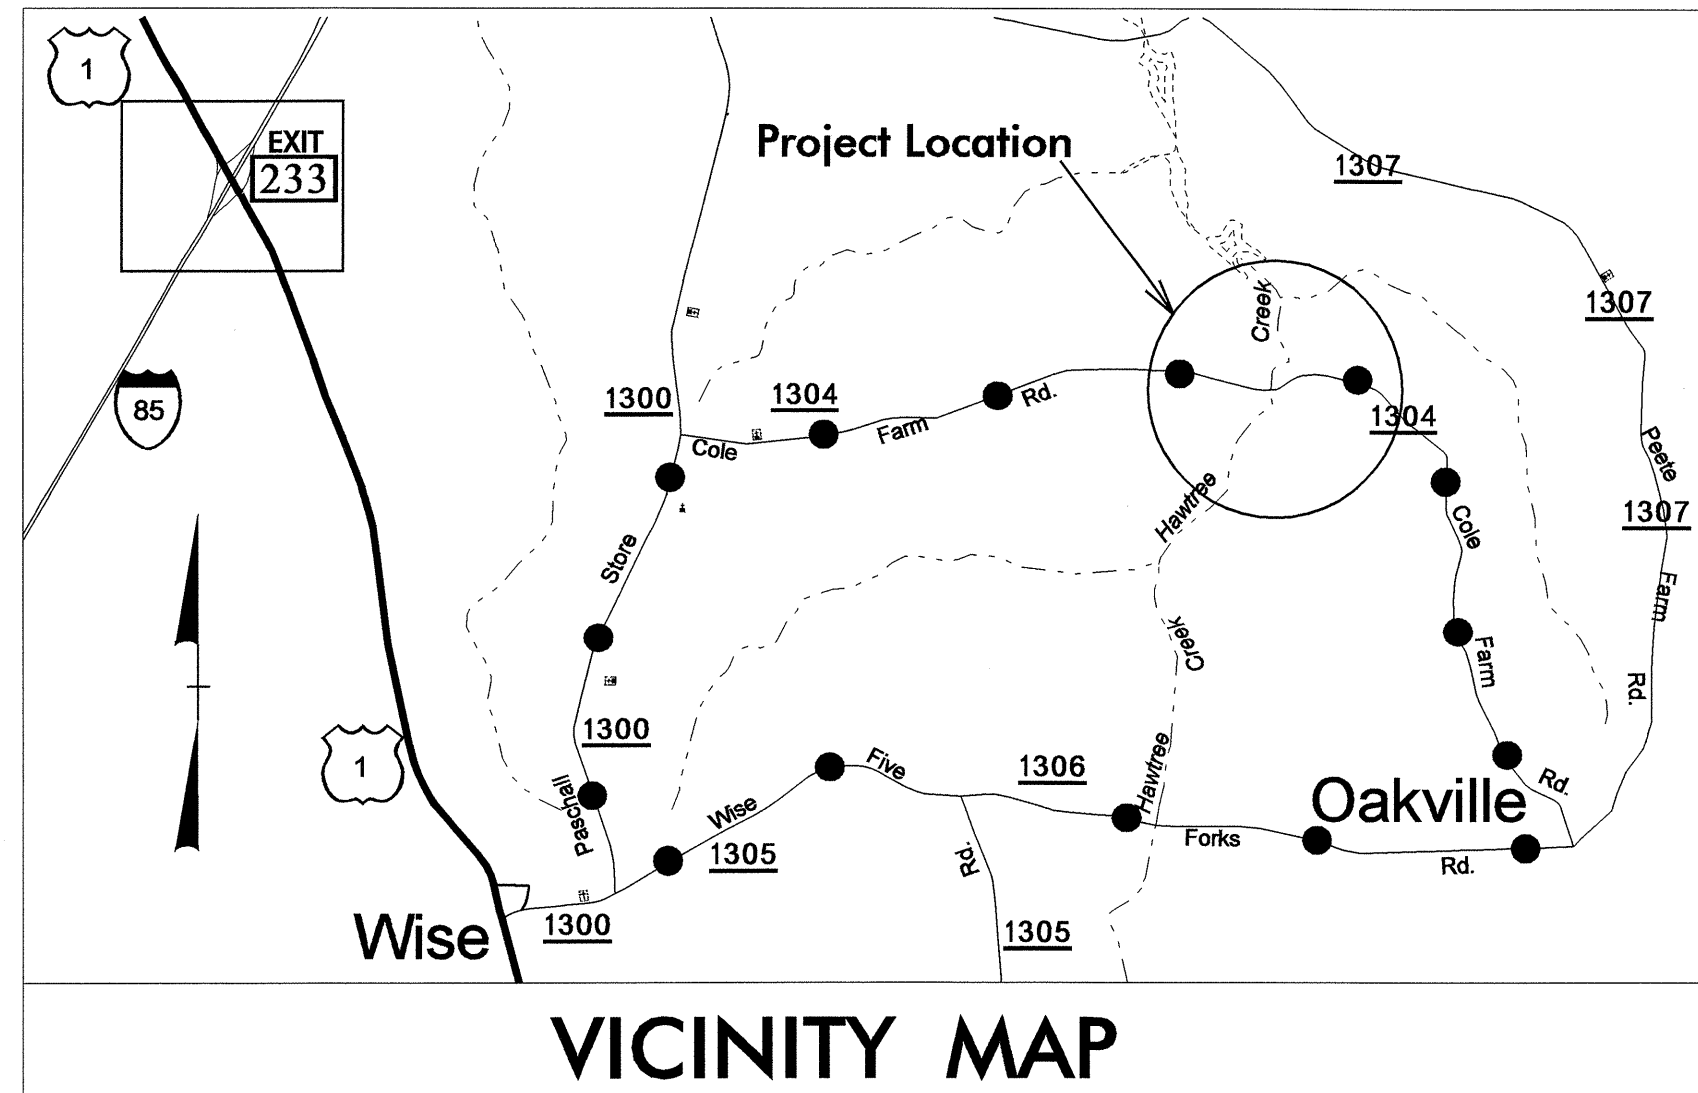 1
EXIT
233
Project Location
1307
1307
Creek
85
1300
1304
Rd.
Farm
Cole
1304
Peete
Hawtree
1307
Cole
Store
Farm
Creek
Farm
Rd.
1300
1
Paschall
Five
1306
Hawtree
Rd.
Oakville
Wise
1305
Forks
Rd.
Rd.
Wise
1300
1305
VICINITY MAP